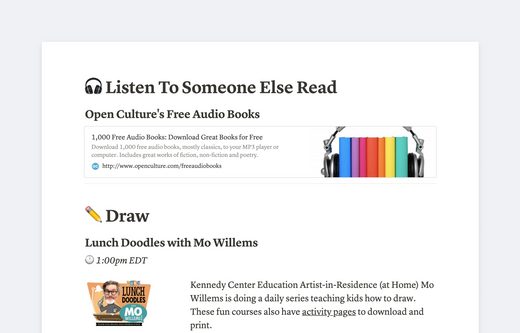 🎧 Listen To Someone Else Read
Open Culture's Free Audio Books
1,000 Free Audio Books: Download Great Books for Free
Download 1,000 free audio books, mostly classics, to your MP3 player or
computer. Includes great works of fiction, non-fiction and poetry.
http://www.openculture.com/freeaudiobooks
✏️ Draw
Lunch Doodles with Mo Willems
🕐 1:00pm EDT
LUNCH
DOODLES
with
MO
WILLEMS
Kennedy Center Education Artist-in-Residence (at Home) Mo
Willems is doing a daily series teaching kids how to draw.
These fun courses also have activity pages to download and
print.